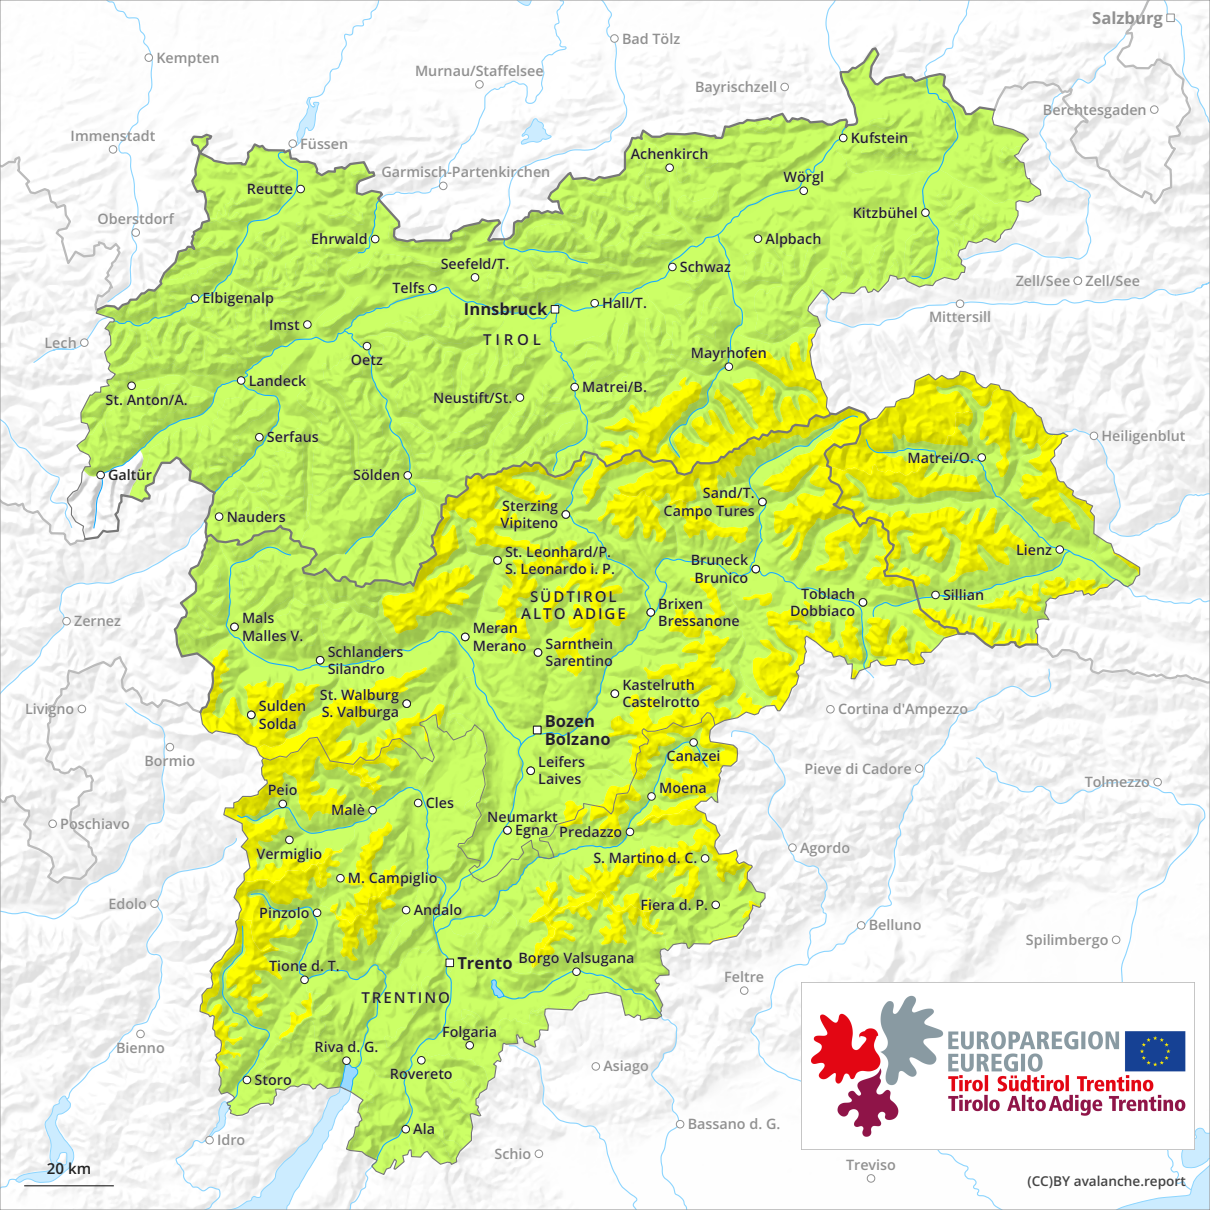 Salzburg
Bad Tölz
Kempten
Murnau/Staffelsee
Bayrischzell
Berchtesgaden
Immenstadt
Füssen
Kufstein
Achenkirch
Garmisch-Partenkirchen
Wörgl
Reutte
Oberstdorf
Kitzbühel
Ehrwald
Alpbach
Seefeld/T.
Schwaz
Telfs
Zell/See
Zell/See
Elbigenalp
Hall/T.
Innsbruck
Mittersill
Imst
TIROL
Lech
Mayrhofen
Oetz
Landeck
Matrei/B.
St. Anton/A.
Neustift/St.
Serfaus
Heiligenblut
Matrei/O.
Galtür
Sölden
Sand/T.
Campo Tures
Sterzing
Vipiteno
Nauders
St. Leonhard/P.
S. Leonardo i. P.
Lienz
Bruneck
Brunico
SÜDTIROL
ALTO ADIGE
Toblach
Dobbiaco
Sillian
Brixen
Bressanone
Zernez
Mals
Malles V.
Meran
Merano
Sarnthein
Sarentino
Schlanders
Silandro
Kastelruth
Castelrotto
St. Walburg
S. Valburga
Sulden
Solda
Livigno
Cortina d'Ampezzo
Bozen
Bolzano
Bormio
Canazei
Leifers
Laives
Pieve di Cadore
Tolmezzo
Peio
Moena
Malè
Cles
Neumarkt
Egna
Predazzo
Poschiavo
Vermiglio
Agordo
S. Martino d. C.
M. Campiglio
Edolo
Pinzolo
Andalo
Fiera d. P.
Belluno
Spilimbergo
Borgo Valsugana
Trento
Tione d. T.
Feltre
TRENTINO
Folgaria
Bienno
Riva d. G.
Asiago
Rovereto
Storo
EUROPAREGION
EUREGIO
Tirol Südtirol Trentino
Tirolo Alto Adige Trentino
Ala
Bassano d. G.
Idro
Schio
Treviso
20 km
(CC)BY avalanche.report